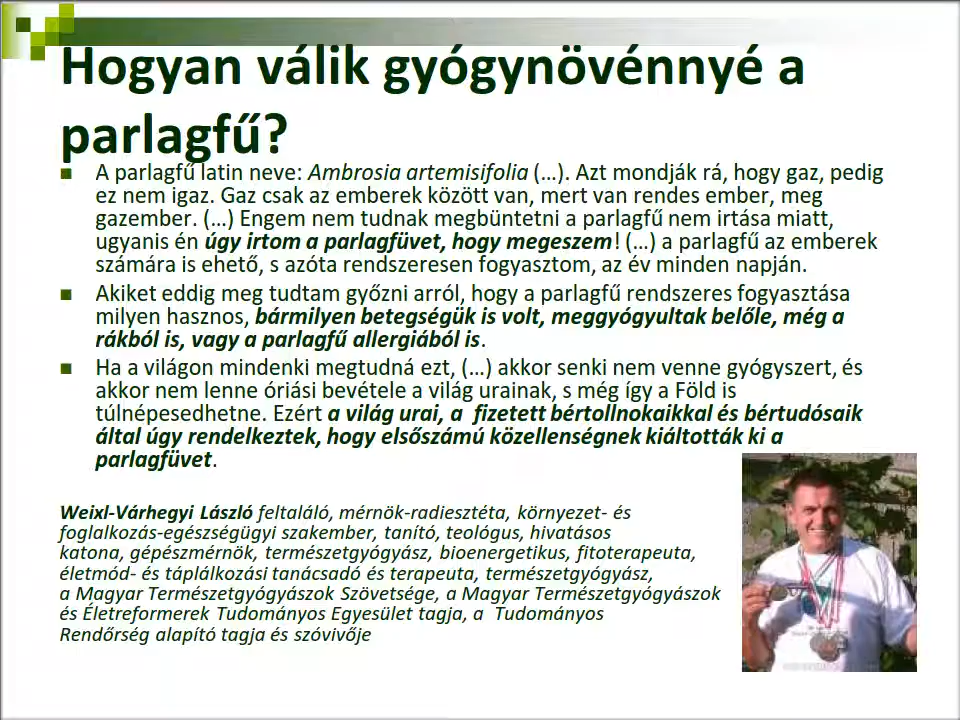 Hogyan válik gyógynövénnyé a
parlagfű?
A parlagfű latin neve: Ambrosia artemisifolia (…). Azt mondják rá, hogy gaz, pedig
ez nem igaz. Gaz csak az emberek között van, mert van rendes ember, meg
gazember. (…) Engem nem tudnak megbüntetni a parlagfű nem irtása miatt,
ugyanis én úgy irtom a parlagfüvet, hogy megeszem! (…) a parlagfű az emberek
számára is ehető, s azóta rendszeresen fogyasztom, az év minden napján.
Akiket eddig meg tudtam győzni arról, hogy a parlagfű rendszeres fogyasztása
milyen hasznos, bármilyen betegségük is volt, meggyógyultak belőle, még a
rákból is, vagy a parlagfű allergiából is.
Ha a világon mindenki megtudná ezt, (…) akkor senki nem venne gyógyszert, és
akkor nem lenne óriási bevétele a világ urainak, s még így a Föld is
túlnépesedhetne. Ezért a világ urai, a fizetett bértollnokaikkal és bértudósaik
által úgy rendelkeztek, hogy elsőszámú közellenségnek kiáltották ki a
parlagfüvet.
Weixl-Várhegyi László feltaláló, mérnök-radiesztéta, környezet- és
foglalkozás-egészségügyi szakember, tanító, teológus, hivatásos
katona, gépészmérnök, természetgyógyász, bioenergetikus, fitoterapeuta,
életmód- és táplálkozási tanácsadó és terapeuta, természetgyógyász,
a Magyar Természetgyógyászok Szövetsége, a Magyar Természetgyógyászok
és Életreformerek Tudományos Egyesület tagja, a Tudományos
Rendőrség alapító tagja és szóvivője